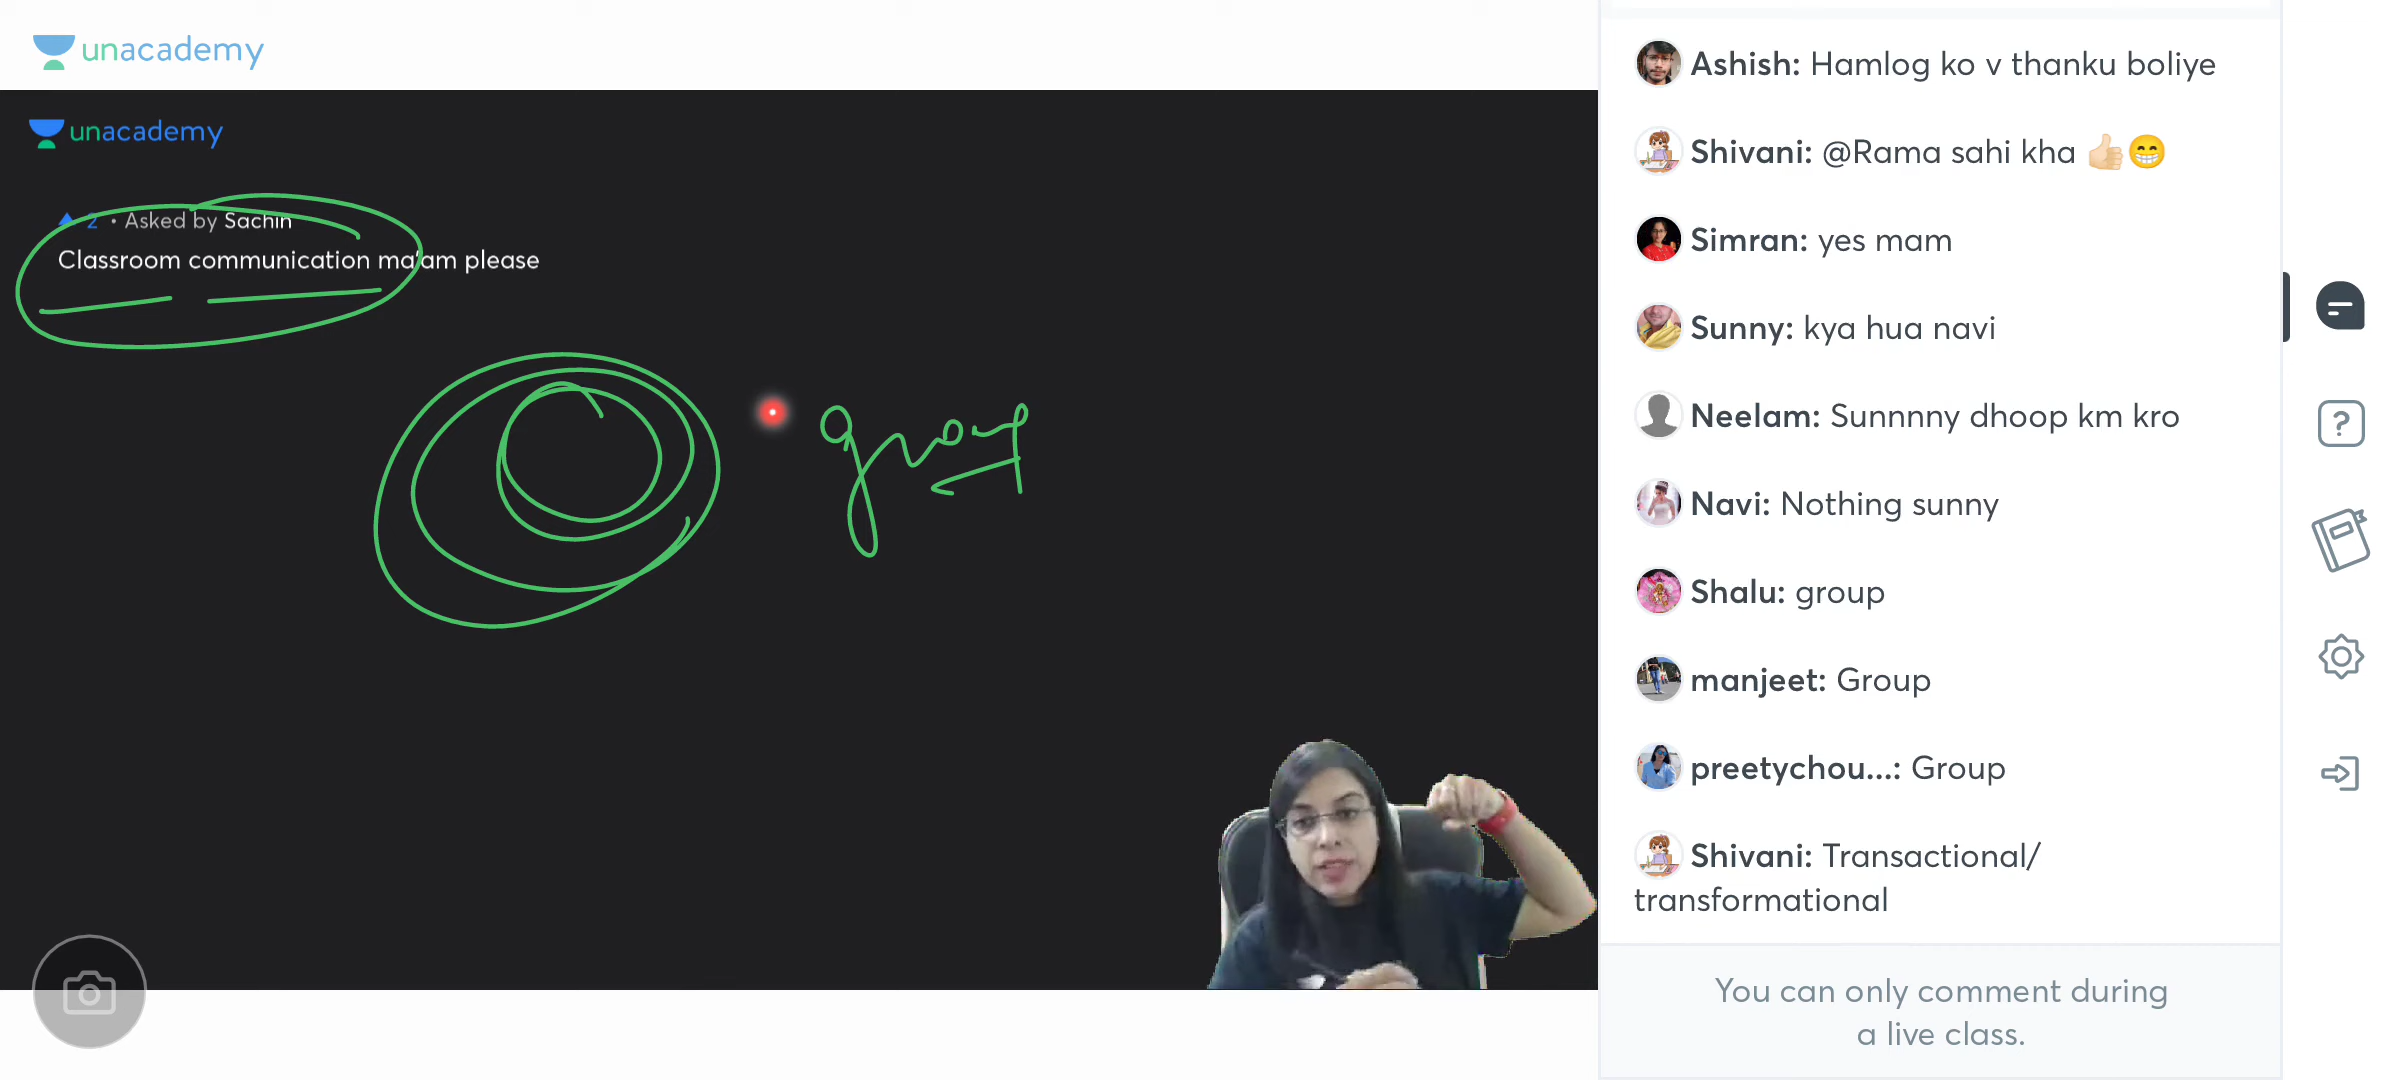 unacademy
unacademy
2 • Asked by Sachin
Classroom communication ma'am please
group
Ashish: Hamlog ko v thanku boliye
Shivani: @Rama sahi kha 👍🏻😁
Simran: yes mam
Sunny: kya hua navi
Neelam: Sunnnny dhoop km kro
Navi: Nothing sunny
Shalu: group
manjeet: Group
preetychou...: Group
Shivani: Transactional/
transformational
You can only comment during
a live class.